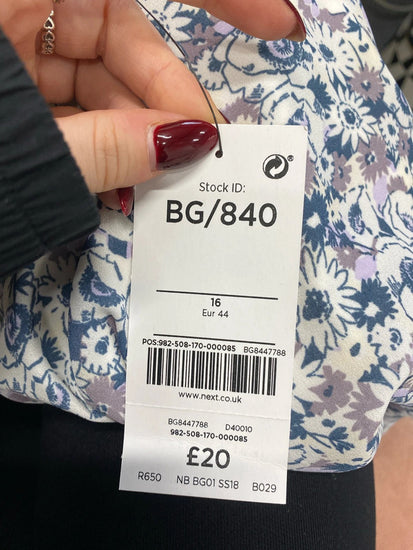 ®
Stock ID:
BG/840
16
Eur 44
POS:982-508-170-000085 BG8447788
www.next.co.uk
BG8447788 D40010
982-508-170-000085
£20
R650 NB BG01 SS18 B029